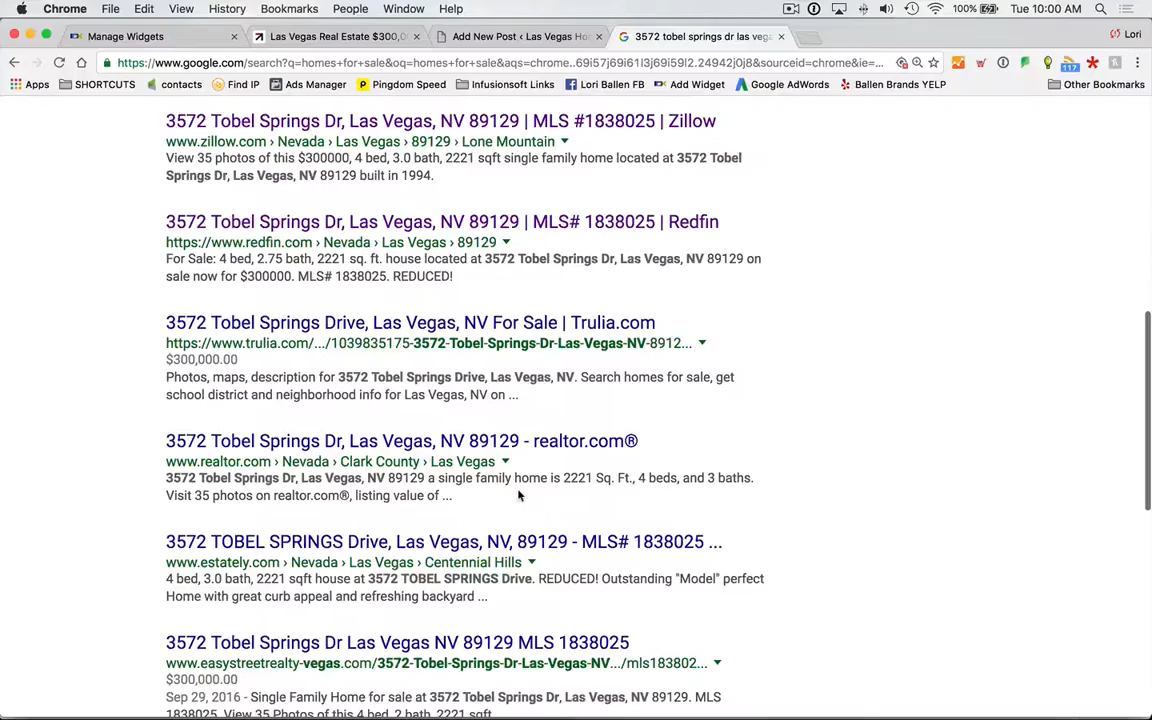 Chrome File Edit View History Bookmarks People Window Help 100% Tue 10:00 AM
Manage Widgets Las Vegas Real Estate $300,0 Add New Post ‹ Las Vegas Hom 3572 tobel springs dr las vega Lori
https://www.google.com/search?q=homes+for+sale&oq=homes+for+sale&aqs=chrome..69i57j69i61l3j69i59l2.24942j0j8&sourceid=chrome&ie=...
Apps SHORTCUTS contacts Find IP Ads Manager Pingdom Speed Infusionsoft Links Lori Ballen FB Add Widget Google AdWords Ballen Brands YELP 117 Other Bookmarks
3572 Tobel Springs Dr, Las Vegas, NV 89129 | MLS #1838025 | Zillow
www.zillow.com › Nevada › Las Vegas › 89129 › Lone Mountain
View 35 photos of this $300000, 4 bed, 3.0 bath, 2221 sqft single family home located at 3572 Tobel
Springs Dr, Las Vegas, NV 89129 built in 1994.
3572 Tobel Springs Dr, Las Vegas, NV 89129 | MLS# 1838025 | Redfin
https://www.redfin.com › Nevada › Las Vegas › 89129
For Sale: 4 bed, 2.75 bath, 2221 sq. ft. house located at 3572 Tobel Springs Dr, Las Vegas, NV 89129 on
sale now for $300000. MLS# 1838025. REDUCED!
3572 Tobel Springs Drive, Las Vegas, NV For Sale | Trulia.com
https://www.trulia.com/.../1039835175-3572-Tobel-Springs-Dr-Las-Vegas-NV-8912...
$300,000.00
Photos, maps, description for 3572 Tobel Springs Drive, Las Vegas, NV. Search homes for sale, get
school district and neighborhood info for Las Vegas, NV on ...
3572 Tobel Springs Dr, Las Vegas, NV 89129 - realtor.com®
www.realtor.com › Nevada › Clark County › Las Vegas
3572 Tobel Springs Dr, Las Vegas, NV 89129 a single family home is 2221 Sq. Ft., 4 beds, and 3 baths.
Visit 35 photos on realtor.com®, listing value of ...
3572 TOBEL SPRINGS Drive, Las Vegas, NV, 89129 - MLS# 1838025 ...
www.estately.com › Nevada › Las Vegas › Centennial Hills
4 bed, 3.0 bath, 2221 sqft house at 3572 TOBEL SPRINGS Drive. REDUCED! Outstanding "Model" perfect
Home with great curb appeal and refreshing backyard ...
3572 Tobel Springs Dr Las Vegas NV 89129 MLS 1838025
www.easystreetrealty-vegas.com/3572-Tobel-Springs-Dr-Las-Vegas-NV.../mls183802...
$300,000.00
Sep 29, 2016 - Single Family Home for sale at 3572 Tobel Springs Dr, Las Vegas, NV 89129. MLS
1838025. View 35 Photos of this 4 bed, 2 bath, 2221 sqft